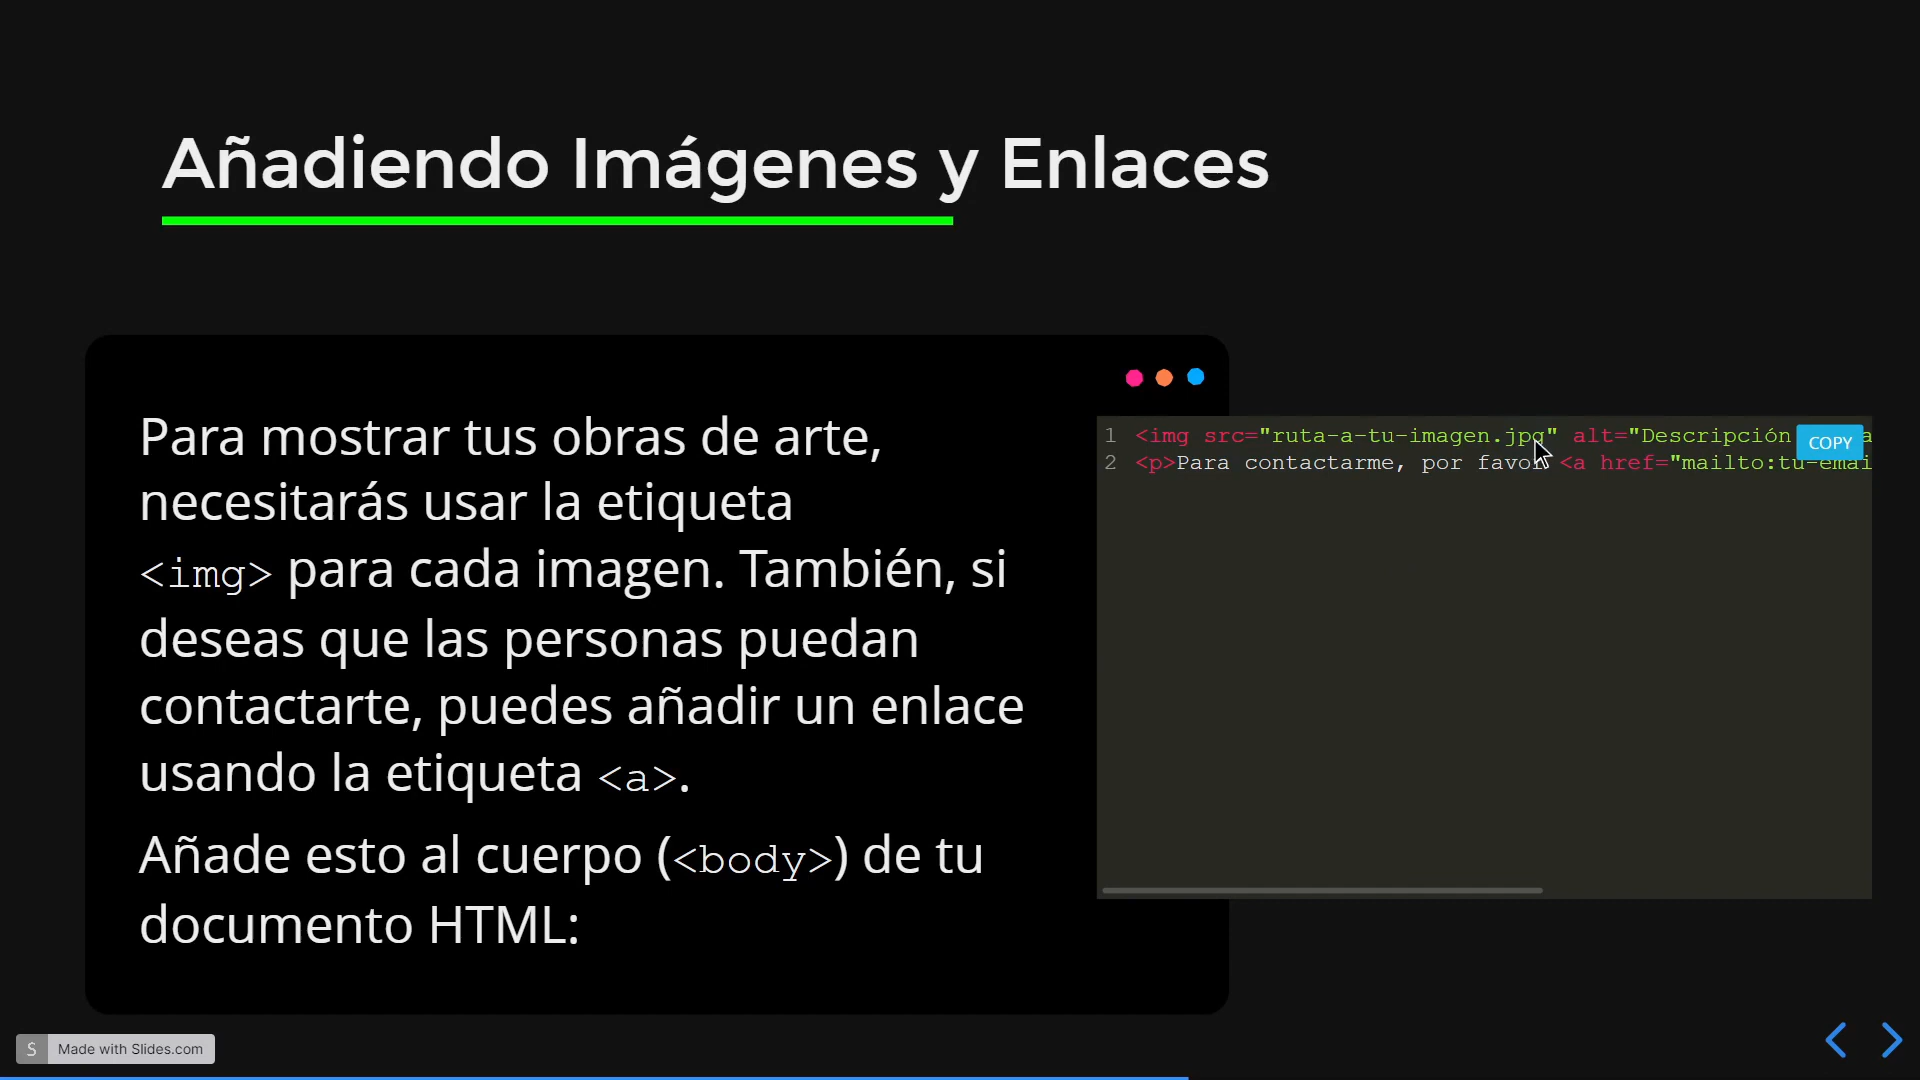 Añadiendo Imágenes y Enlaces
Para mostrar tus obras de arte,
necesitarás usar la etiqueta
<img> para cada imagen. También, si
deseas que las personas puedan
contactarte, puedes añadir un enlace
usando la etiqueta <a>.
Añade esto al cuerpo (<body>) de tu
documento HTML:
1 <img src="ruta-a-tu-imagen.jpg" alt="Descripción
2 <p>Para contactarme, por favor <a href="mailto:tu-emai
COPY
S Made with Slides.com